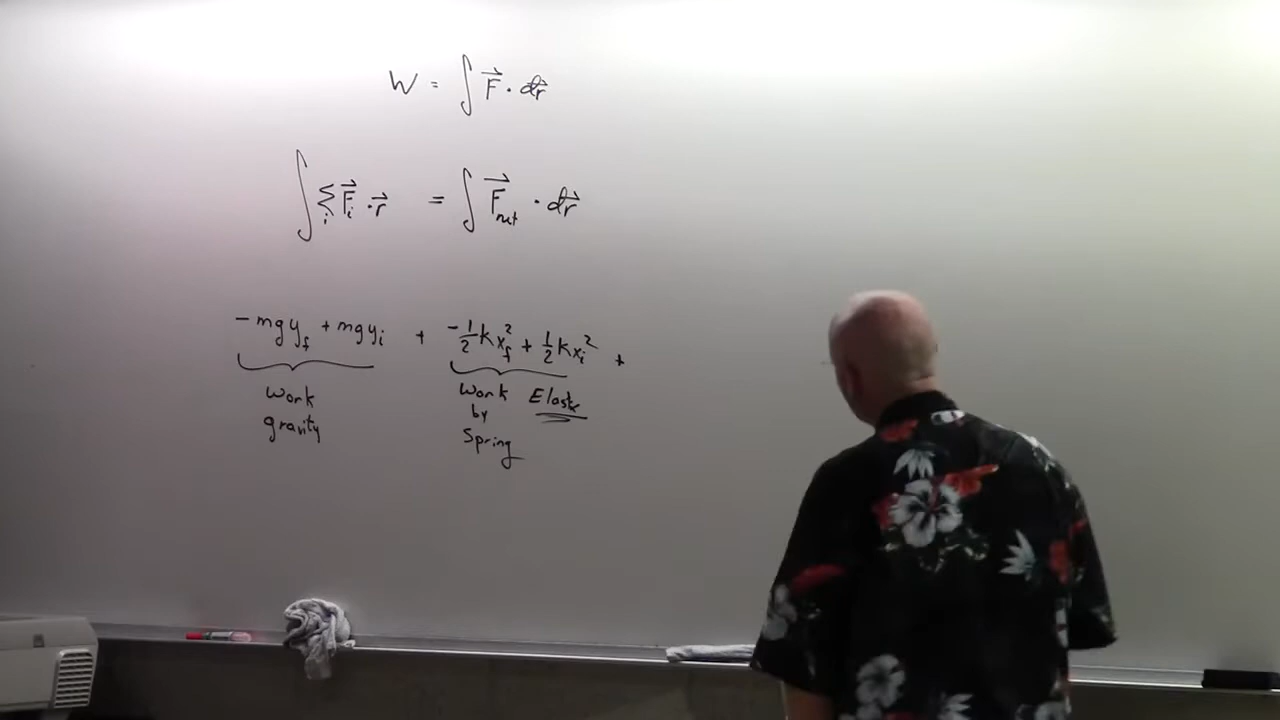 W = ∫ F⃗ · dr⃗
∫ Σᵢ F⃗ᵢ · r⃗ = ∫ F⃗net · dr⃗
-mgy_f + mgy_i + -½kx_f² + ½kx_i² +
Work gravity
Work by Spring
Elastic